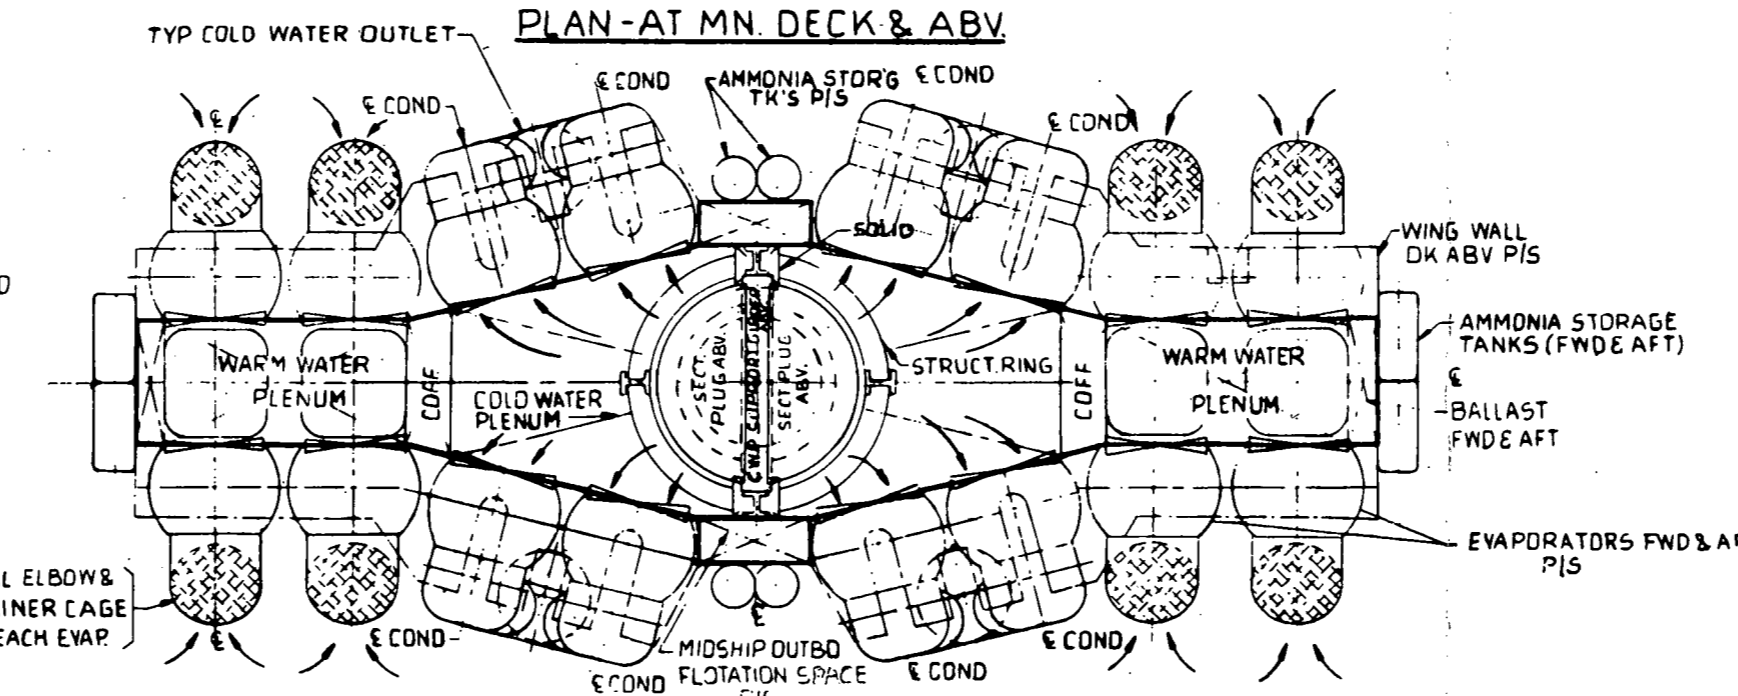 PLAN-AT MN. DECK & ABV.
TYP COLD WATER OUTLET
℄ COND
℄ COND
AMMONIA STOR'G
TK'S P/S
℄ COND
℄ COND
℄
SOLID
WING WALL
DK ABV P/S
AMMONIA STORAGE
TANKS (FWD & AFT)
℄
BALLAST
FWD & AFT
WARM WATER
PLENUM
COFF
COLD WATER
PLENUM
SECT.
PLUG ABV.
CWP SUPPORT GIRDER
SECT PLUG
ABV.
STRUCT. RING
COFF
WARM WATER
PLENUM
EVAPORATORS FWD & AF
P/S
L ELBOW &
INER CAGE
EACH EVAP.
℄
℄ COND
℄ COND
℄
MIDSHIP OUTBD
FLOTATION SPACE
℄ COND
℄ COND